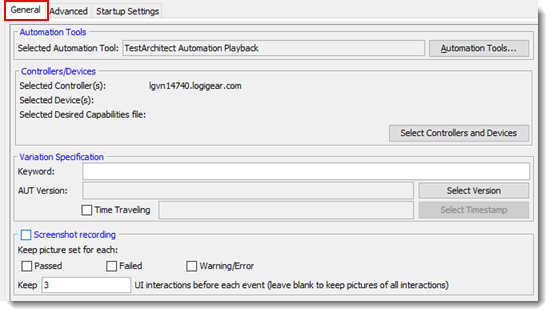 General Advanced Startup Settings
Automation Tools
Selected Automation Tool: TestArchitect Automation Playback Automation Tools...
Controllers/Devices
Selected Controller(s): lgvn14740.logigear.com
Selected Device(s):
Selected Desired Capabilities file:
Select Controllers and Devices
Variation Specification
Keyword:
AUT Version: Select Version
Time Traveling Select Timestamp
Screenshot recording
Keep picture set for each:
Passed Failed Warning/Error
Keep 3 UI interactions before each event (leave blank to keep pictures of all interactions)